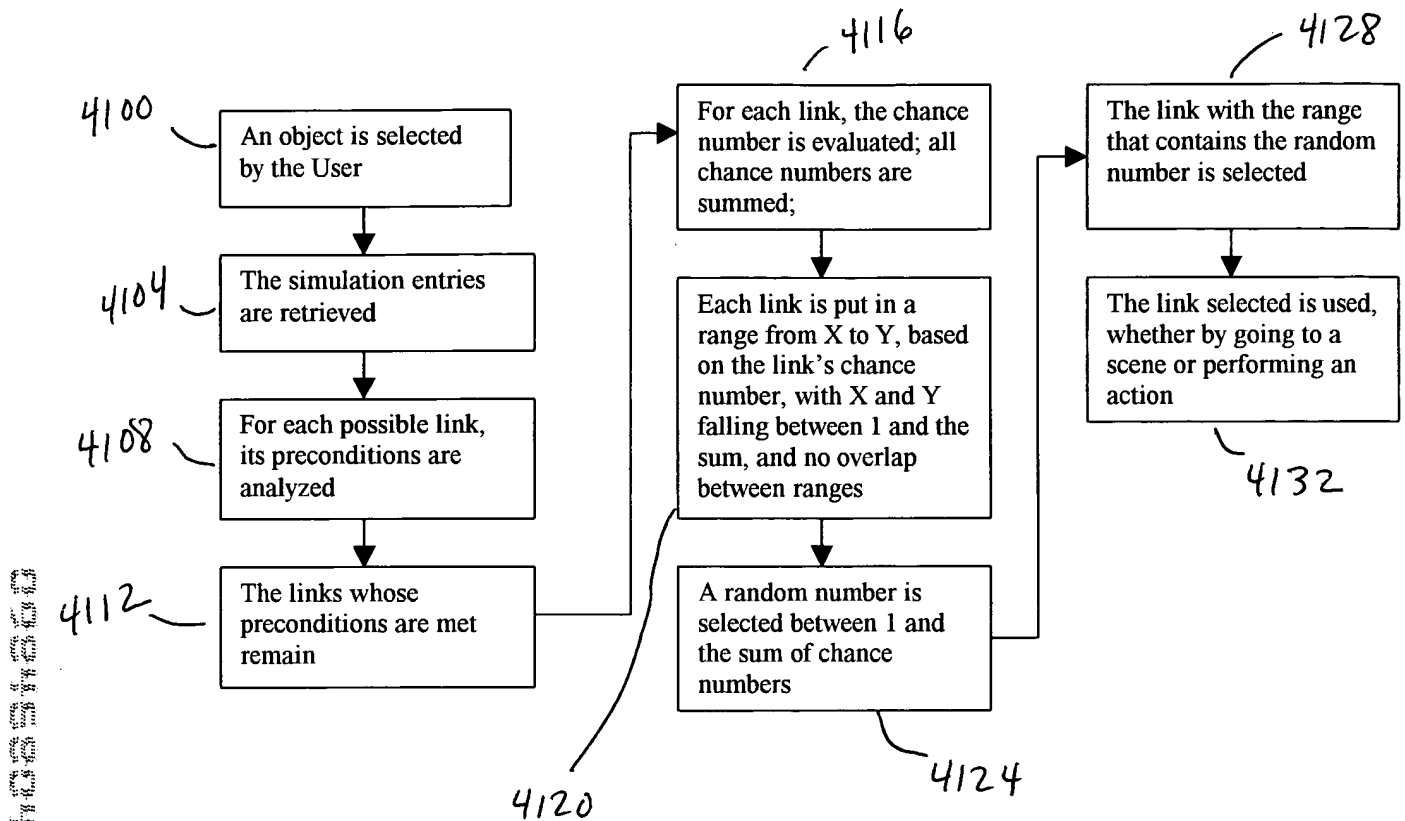 4100
An object is selected
by the User
4104
The simulation entries
are retrieved
4108
For each possible link,
its preconditions are
analyzed
4112
The links whose
preconditions are met
remain
4116
For each link, the chance
number is evaluated; all
chance numbers are
summed;
Each link is put in a
range from X to Y, based
on the link's chance
number, with X and Y
falling between 1 and the
sum, and no overlap
between ranges
4120
A random number is
selected between 1 and
the sum of chance
numbers
4124
4128
The link with the range
that contains the random
number is selected
The link selected is used,
whether by going to a
scene or performing an
action
4132